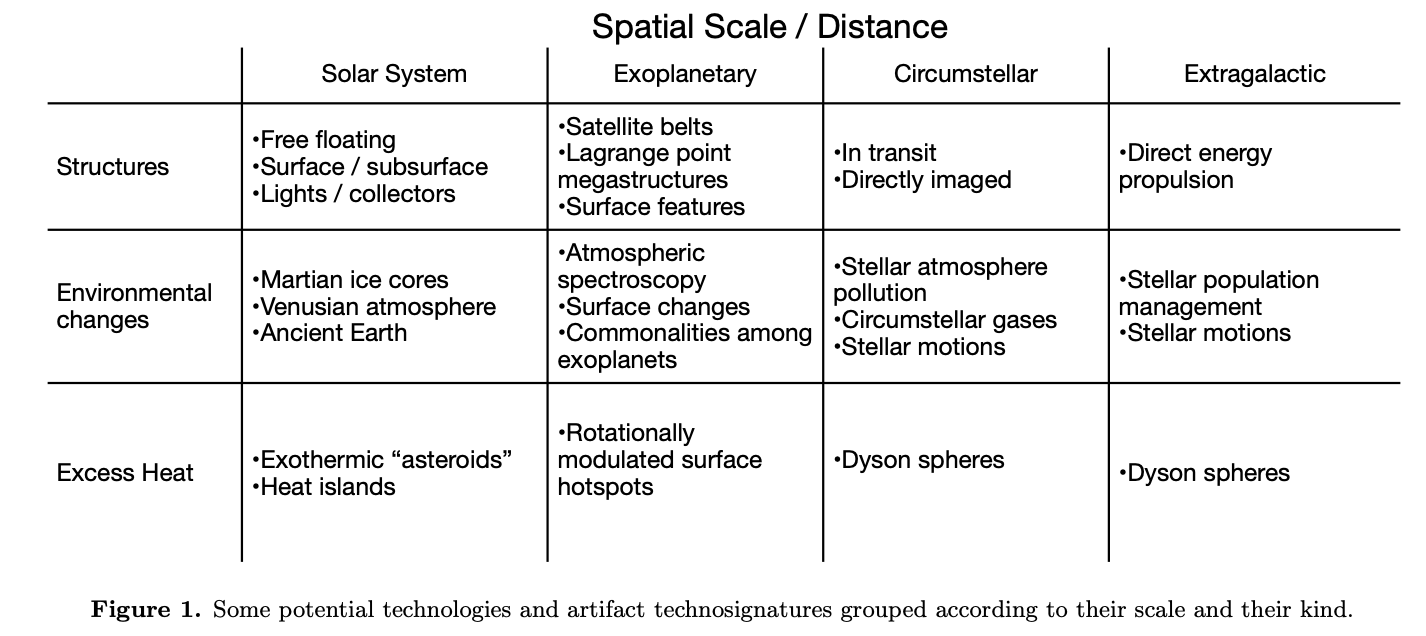 Spatial Scale / Distance
Solar System
Exoplanetary
Circumstellar
Extragalactic
Structures
•Free floating
•Surface / subsurface
•Lights / collectors
•Satellite belts
•Lagrange point
megastructures
•Surface features
•In transit
•Directly imaged
•Direct energy
propulsion
Environmental
changes
•Martian ice cores
•Venusian atmosphere
•Ancient Earth
•Atmospheric
spectroscopy
•Surface changes
•Commonalities among
exoplanets
•Stellar atmosphere
pollution
•Circumstellar gases
•Stellar motions
•Stellar population
management
•Stellar motions
Excess Heat
•Exothermic “asteroids”
•Heat islands
•Rotationally
modulated surface
hotspots
•Dyson spheres
•Dyson spheres
Figure 1. Some potential technologies and artifact technosignatures grouped according to their scale and their kind.